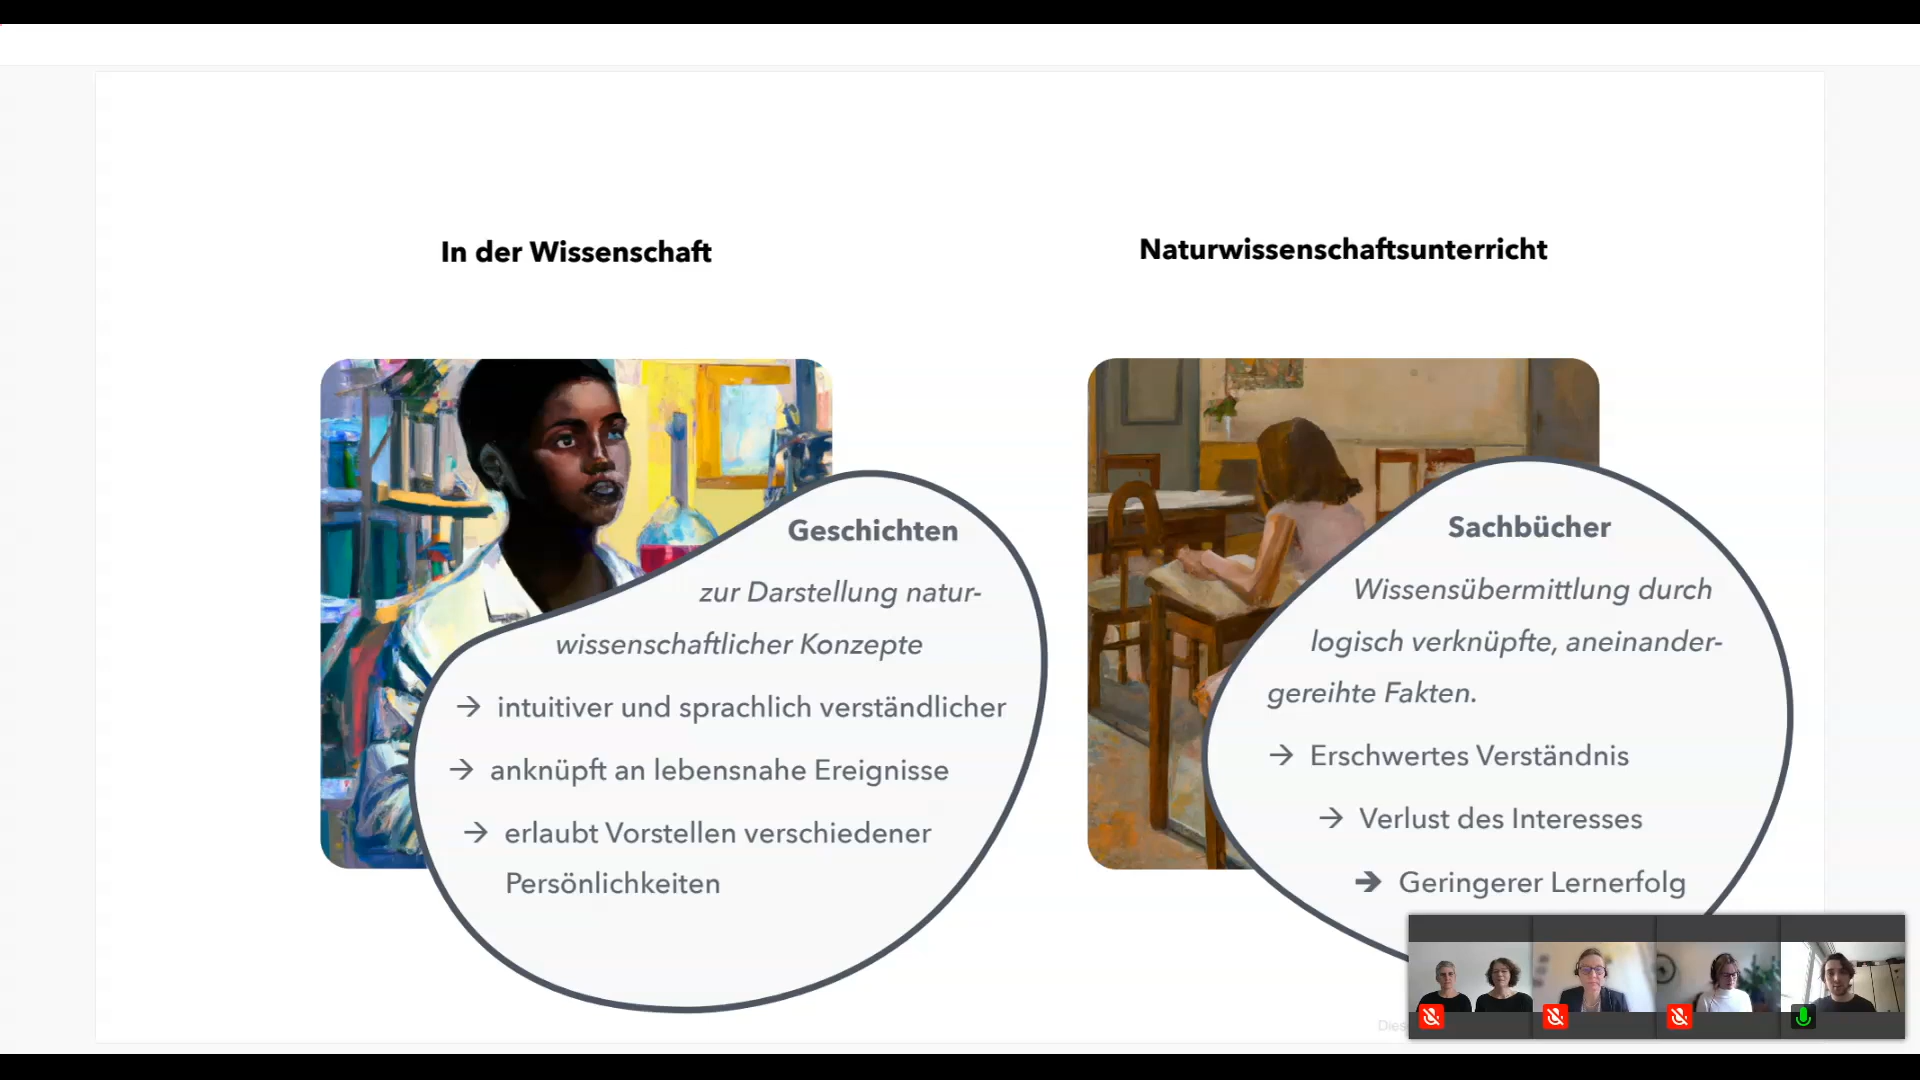 In der Wissenschaft
Geschichten
zur Darstellung natur-
wissenschaftlicher Konzepte
→ intuitiver und sprachlich verständlicher
→ anknüpft an lebensnahe Ereignisse
→ erlaubt Vorstellen verschiedener
Persönlichkeiten
Naturwissenschaftsunterricht
Sachbücher
Wissensübermittlung durch
logisch verknüpfte, aneinander-
gereihte Fakten.
→ Erschwertes Verständnis
→ Verlust des Interesses
➔ Geringerer Lernerfolg